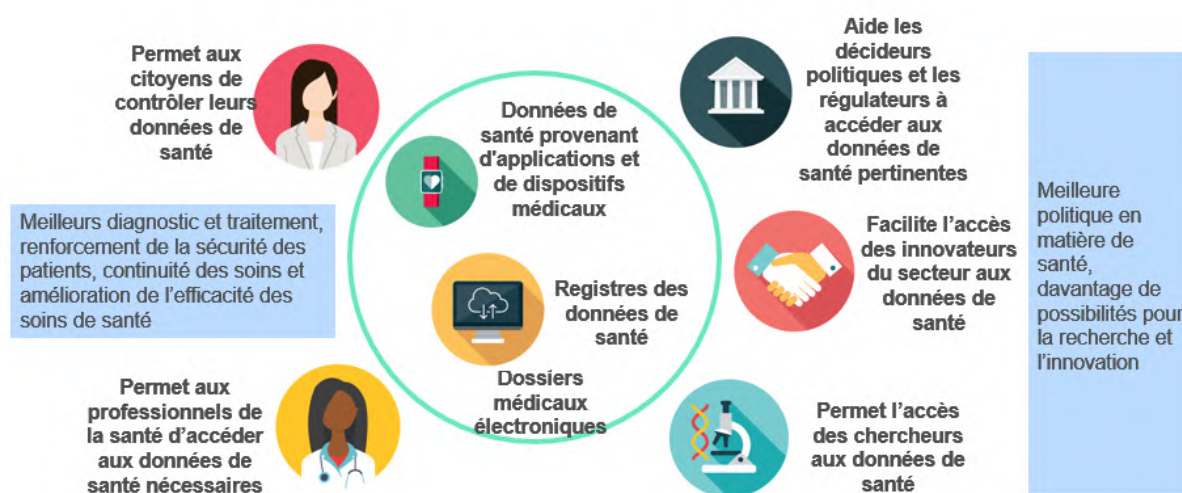 Permet aux
citoyens de
contrôler leurs
données de
santé
Meilleurs diagnostic et traitement,
renforcement de la sécurité des
patients, continuité des soins et
amélioration de l'efficacité des
soins de santé
Permet aux
professionnels de
la santé d'accéder
aux données de
santé nécessaires
Données de
santé provenant
d'applications et
de dispositifs
médicaux
Registres des
données de
santé
Dossiers
médicaux
électroniques
Aide les
décideurs
politiques et les
régulateurs à
accéder aux
données de
santé pertinentes
Facilite l'accès
des innovateurs
du secteur aux
données de
santé
Permet l'accès
des chercheurs
aux données de
santé
Meilleure
politique en
matière de
santé,
davantage de
possibilités pour
la recherche et
l'innovation